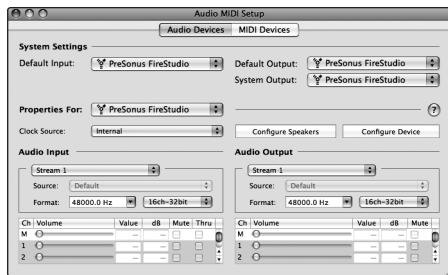 Audio MIDI Setup
Audio Devices MIDI Devices
System Settings
Default Input: PreSonus FireStudio
Default Output: PreSonus FireStudio
System Output: PreSonus FireStudio
Properties For: PreSonus FireStudio ?
Clock Source: Internal
Configure Speakers Configure Device
Audio Input
Stream 1
Source: Default
Format: 48000.0 Hz 16ch-32bit
Ch Volume Value dB Mute Thru
M — —
1 — —
2 — —
Audio Output
Stream 1
Source: Default
Format: 48000.0 Hz 16ch-32bit
Ch Volume Value dB Mute
M — —
1 — —
2 — —